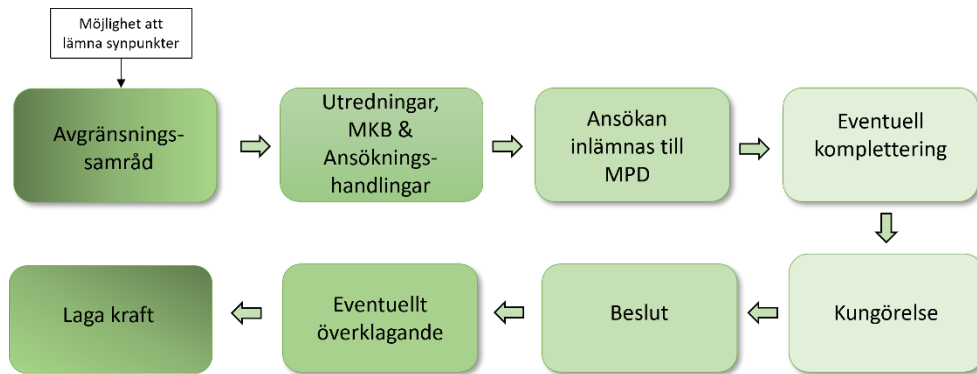 Möjlighet att
lämna synpunkter
Avgränsnings-
samråd
Utredningar,
MKB &
Ansöknings-
handlingar
Ansökan
inlämnas till
MPD
Eventuell
komplettering
Kungörelse
Beslut
Eventuellt
överklagande
Laga kraft